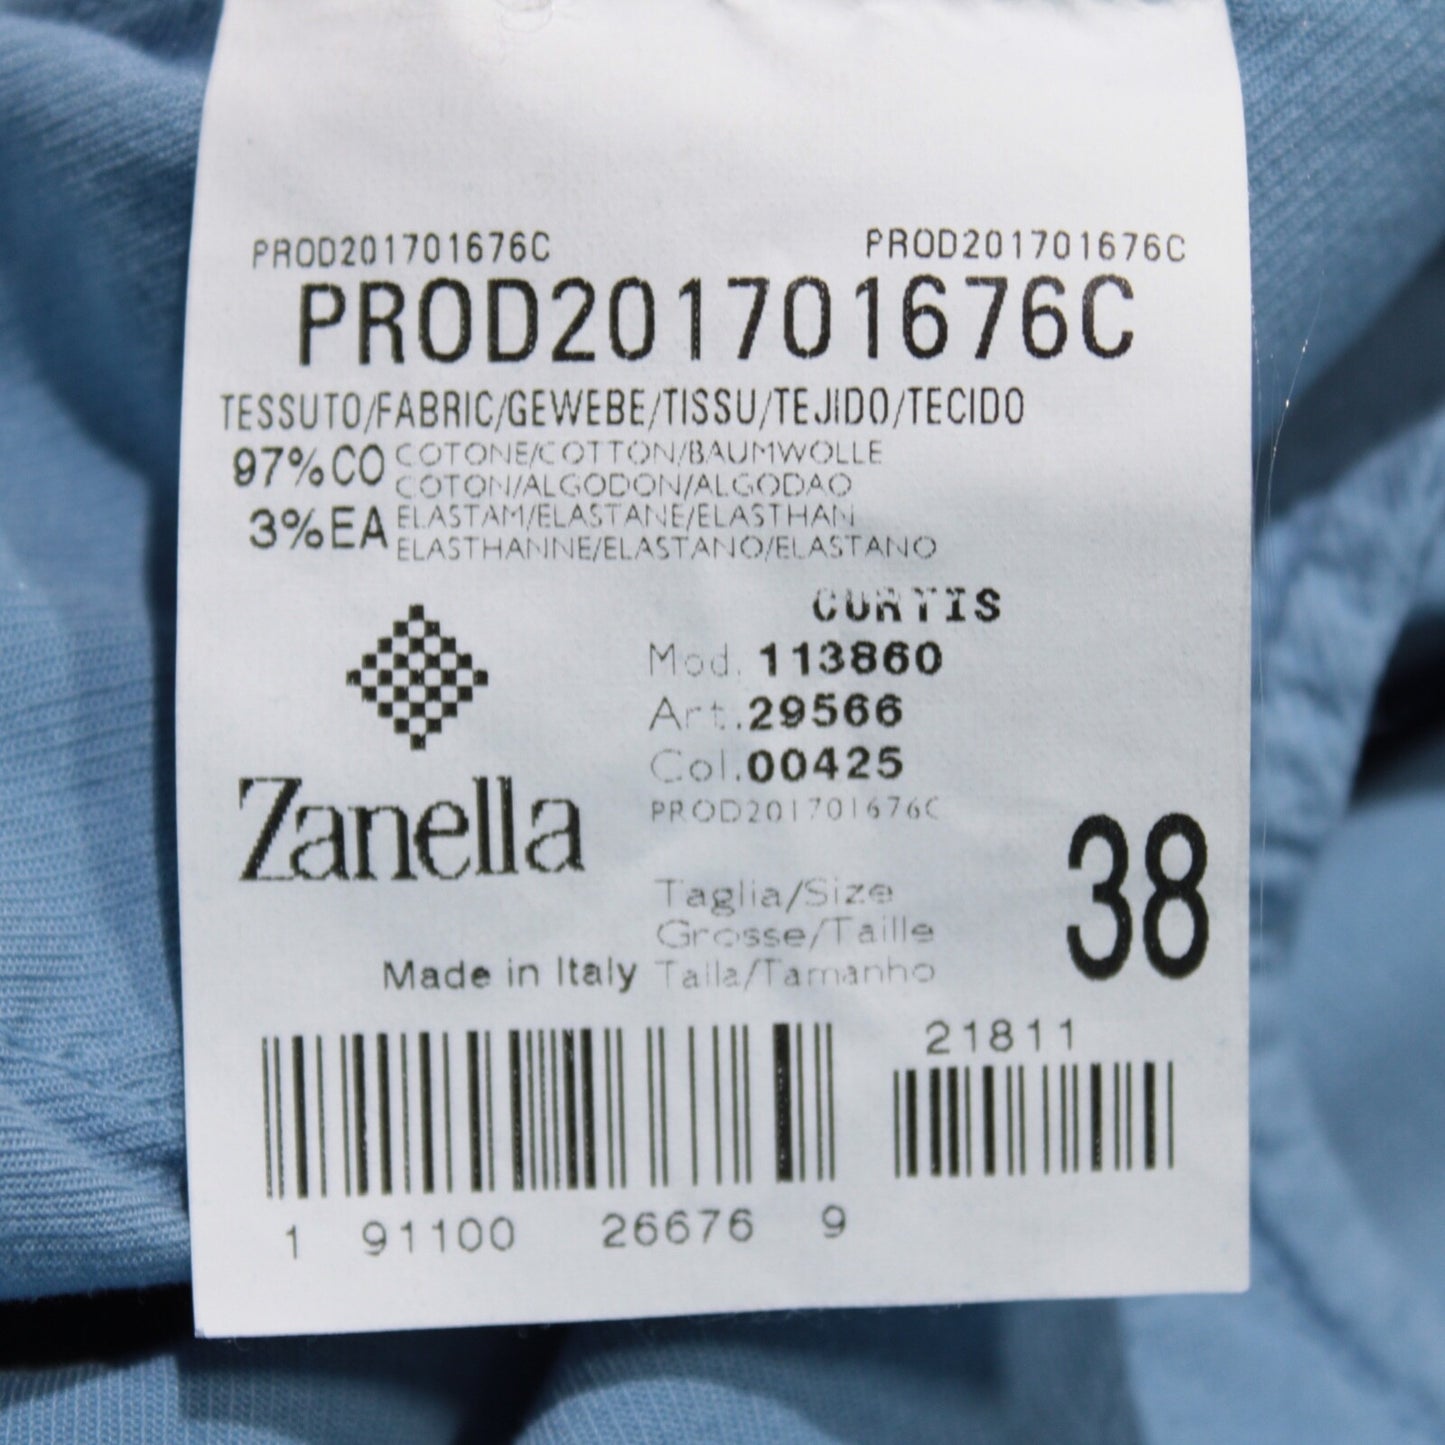 PROD201701676C PROD201701676C
PROD201701676C
TESSUTO/FABRIC/GEWEBE/TISSU/TEJIDO/TECIDO
97%CO COTONE/COTTON/BAUMWOLLE
COTON/ALGODON/ALGODAO
3%EA ELASTAM/ELASTANE/ELASTHAN
ELASTHANNE/ELASTANO/ELASTANO
CURTIS
Mod. 113860
Art. 29566
Col. 00425
PROD201701676C
Zanella
38
Taglia/Size
Grosse/Taille
Made in Italy Talla/Tamanho
21811
1 91100 26676 9